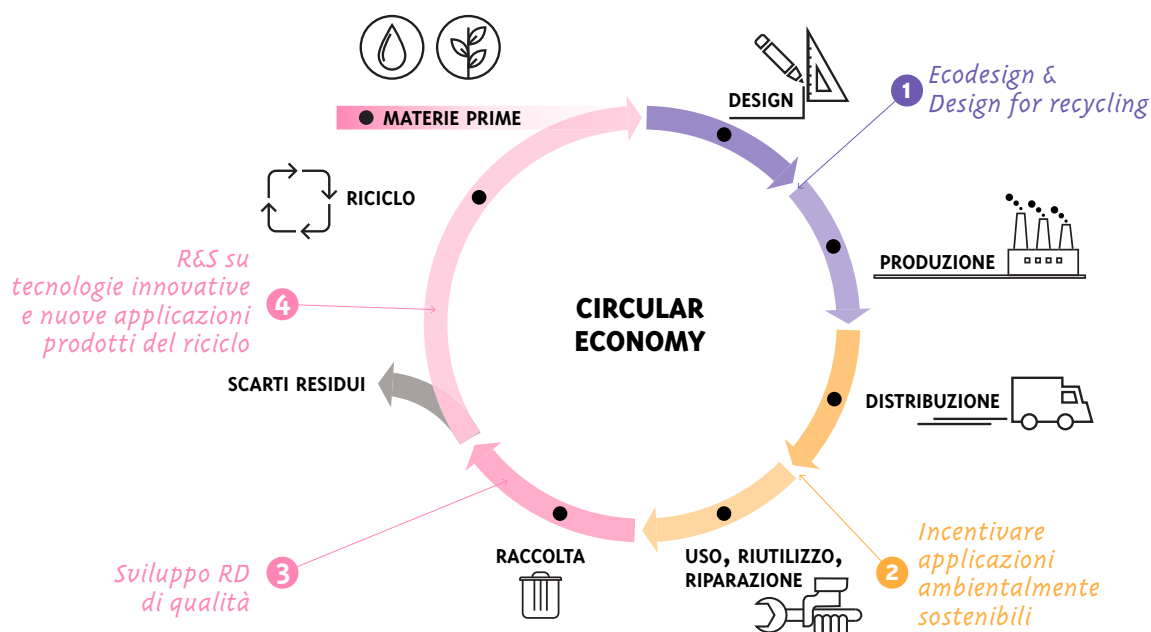 MATERIE PRIME
DESIGN
1
Ecodesign &
Design for recycling
PRODUZIONE
RICICLO
R&S su
tecnologie innovative
e nuove applicazioni
prodotti del riciclo
4
CIRCULAR
ECONOMY
SCARTI RESIDUI
DISTRIBUZIONE
RACCOLTA
USO, RIUTILIZZO,
RIPARAZIONE
Sviluppo RD
di qualità
3
2
Incentivare
applicazioni
ambientalmente
sostenibili